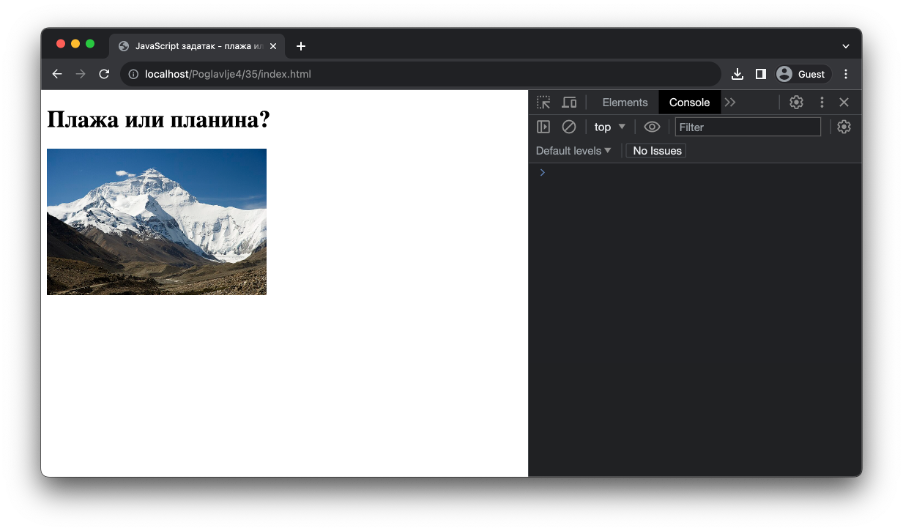 JavaScript задатак - плажа ил
localhost/Poglavlje4/35/index.html
Guest
Плажа или планина?
Elements
Console
top
Filter
Default levels
No Issues